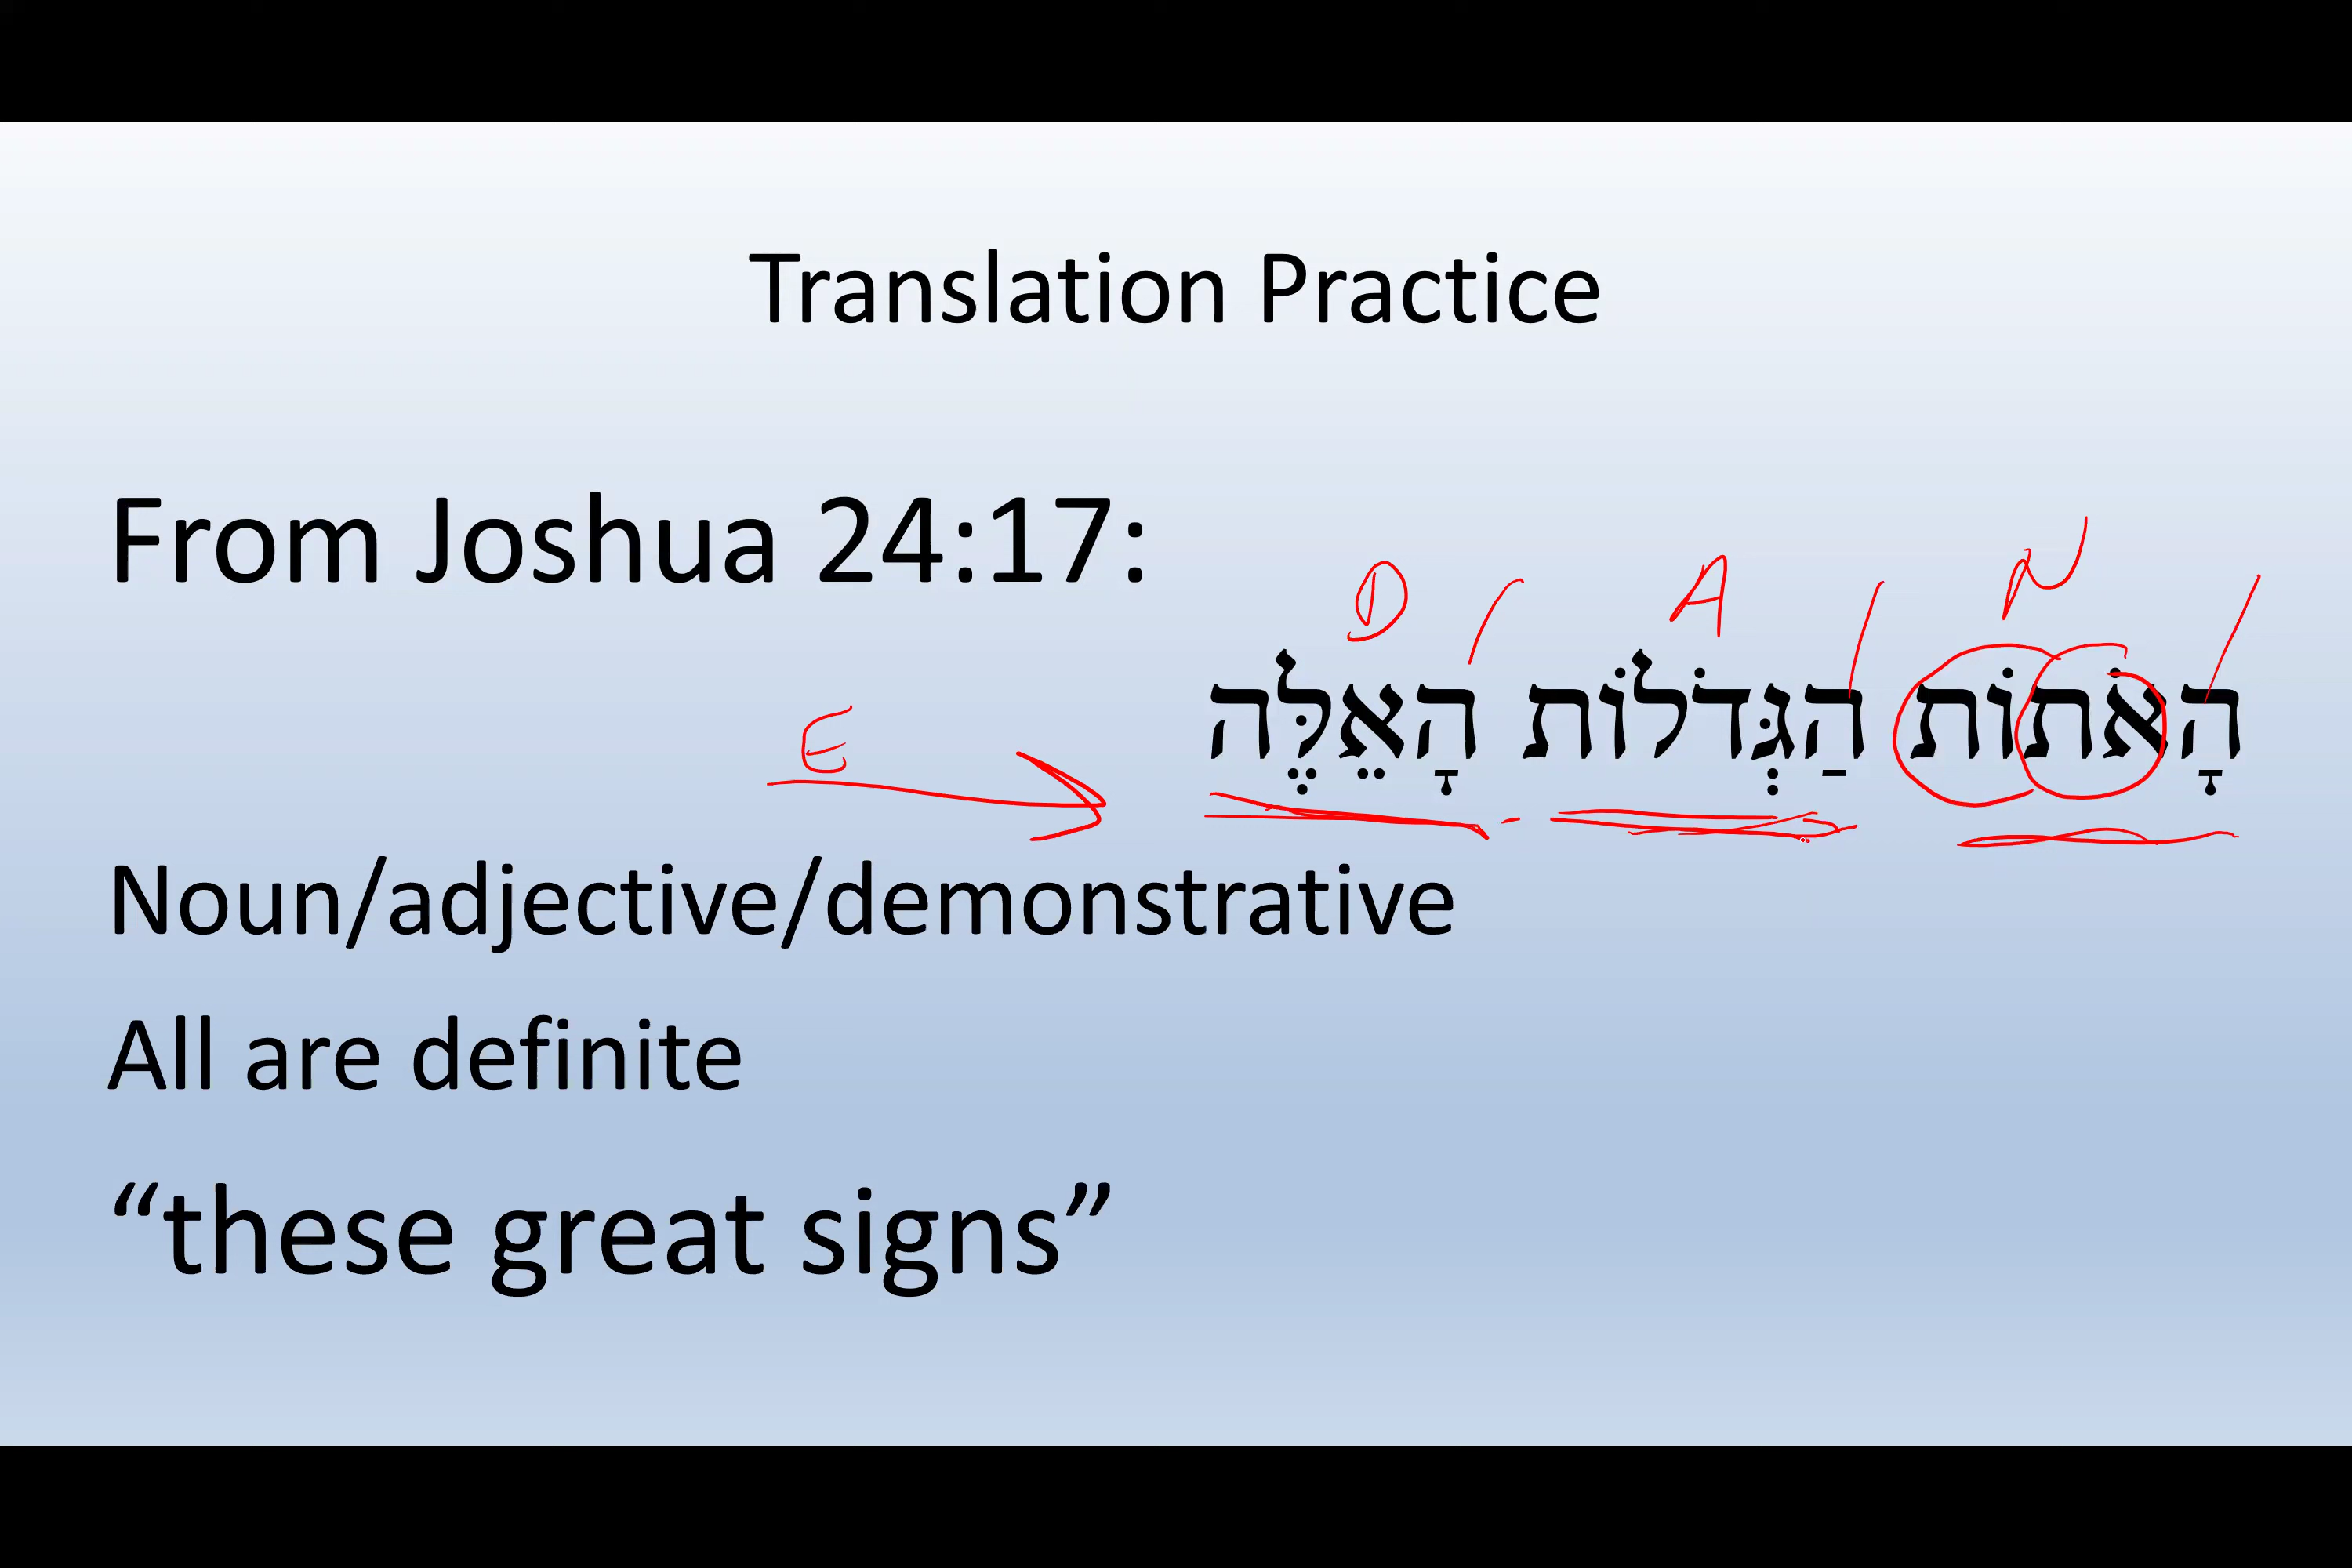 Translation Practice
From Joshua 24:17:
D A N
הָאֹתוֹת הַגְּדֹלוֹת הָאֵלֶּה
E
Noun/adjective/demonstrative
All are definite
“these great signs”